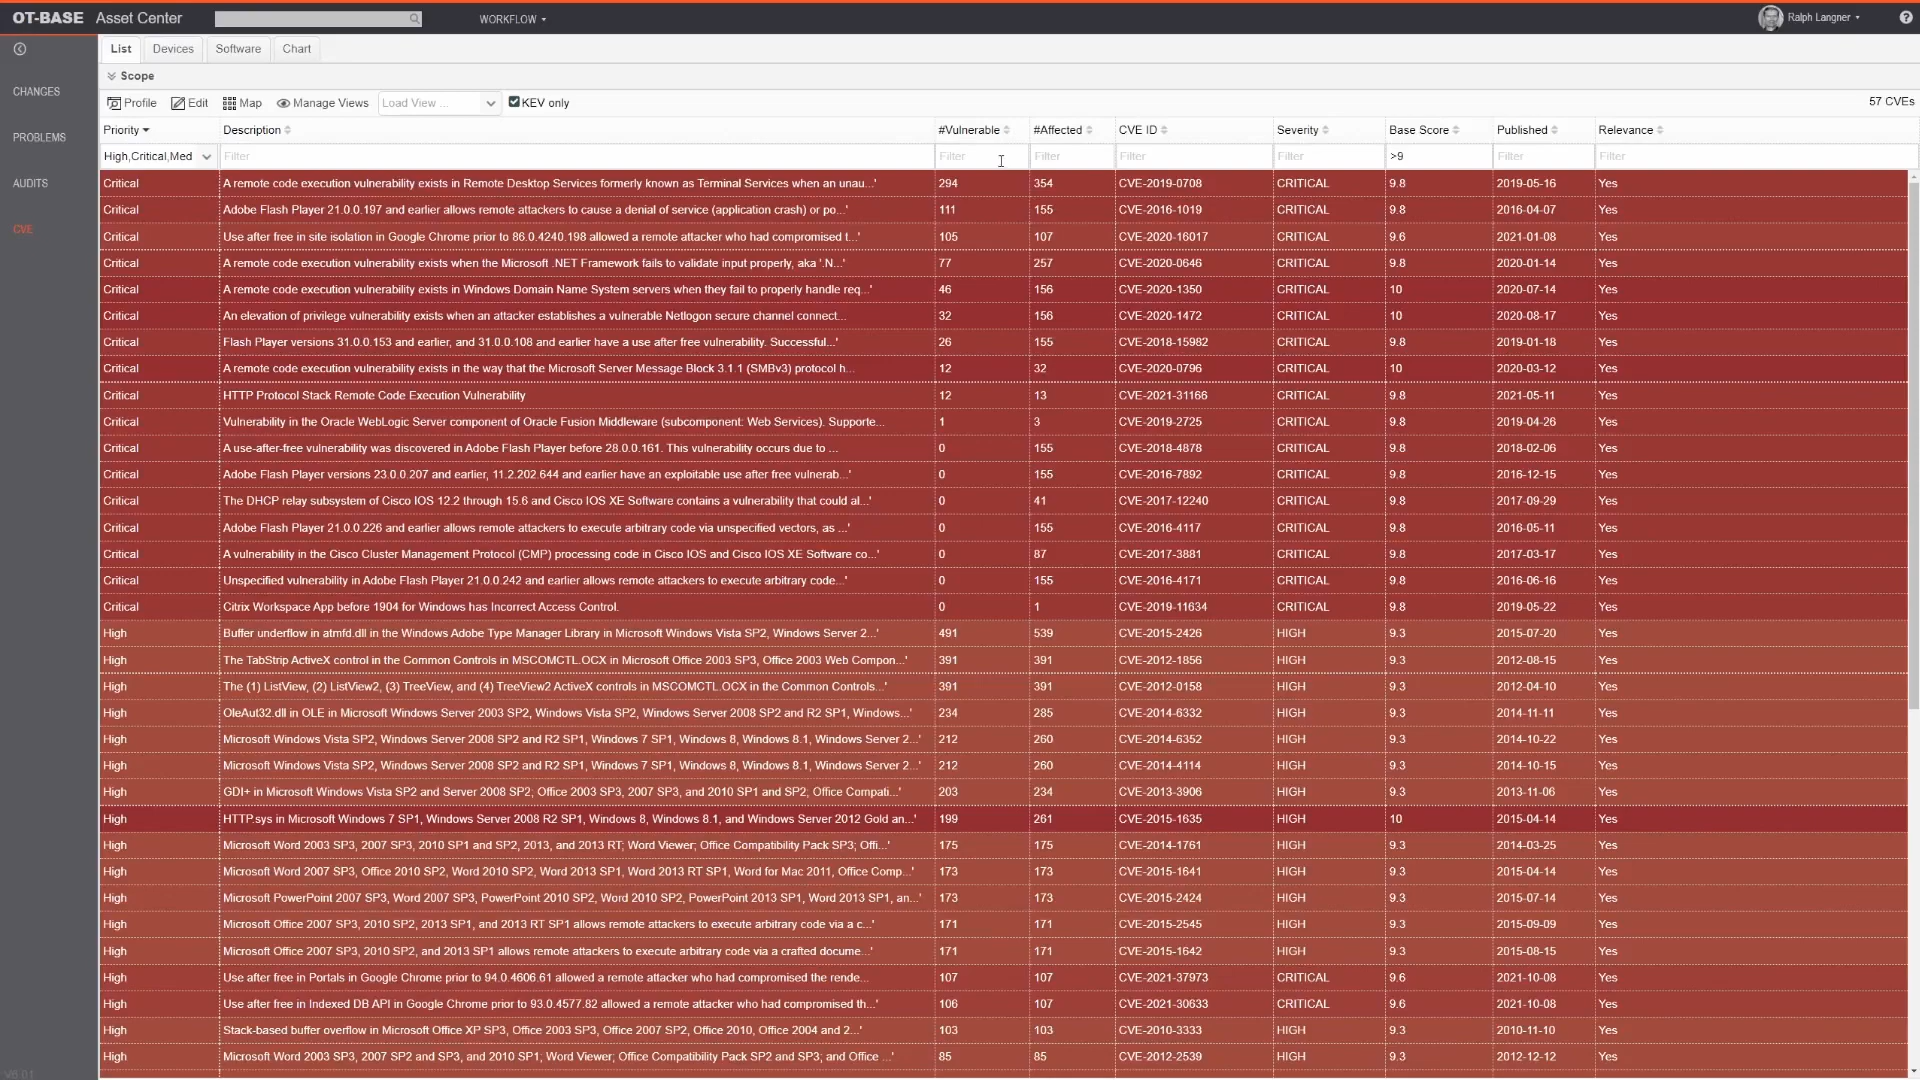 OT-BASE Asset Center WORKFLOW Ralph Langner ?
List Devices Software Chart
CHANGES
PROBLEMS
AUDITS
CVE
Scope
Profile Edit Map Manage Views Load View ... KEV only 57 CVEs
Priority Description #Vulnerable #Affected CVE ID Severity Base Score Published Relevance
High,Critical,Med Filter Filter Filter Filter Filter >9 Filter Filter
Critical A remote code execution vulnerability exists in Remote Desktop Services formerly known as Terminal Services when an unau...' 294 354 CVE-2019-0708 CRITICAL 9.8 2019-05-16 Yes
Critical Adobe Flash Player 21.0.0.197 and earlier allows remote attackers to cause a denial of service (application crash) or po...' 111 155 CVE-2016-1019 CRITICAL 9.8 2016-04-07 Yes
Critical Use after free in site isolation in Google Chrome prior to 86.0.4240.198 allowed a remote attacker who had compromised t...' 105 107 CVE-2020-16017 CRITICAL 9.6 2021-01-08 Yes
Critical A remote code execution vulnerability exists when the Microsoft .NET Framework fails to validate input properly, aka '.N...' 77 257 CVE-2020-0646 CRITICAL 9.8 2020-01-14 Yes
Critical A remote code execution vulnerability exists in Windows Domain Name System servers when they fail to properly handle req...' 46 156 CVE-2020-1350 CRITICAL 10 2020-07-14 Yes
Critical An elevation of privilege vulnerability exists when an attacker establishes a vulnerable Netlogon secure channel connect... 32 156 CVE-2020-1472 CRITICAL 10 2020-08-17 Yes
Critical Flash Player versions 31.0.0.153 and earlier, and 31.0.0.108 and earlier have a use after free vulnerability. Successful...' 26 155 CVE-2018-15982 CRITICAL 9.8 2019-01-18 Yes
Critical A remote code execution vulnerability exists in the way that the Microsoft Server Message Block 3.1.1 (SMBv3) protocol h... 12 32 CVE-2020-0796 CRITICAL 10 2020-03-12 Yes
Critical HTTP Protocol Stack Remote Code Execution Vulnerability 12 13 CVE-2021-31166 CRITICAL 9.8 2021-05-11 Yes
Critical Vulnerability in the Oracle WebLogic Server component of Oracle Fusion Middleware (subcomponent: Web Services). Supporte... 1 3 CVE-2019-2725 CRITICAL 9.8 2019-04-26 Yes
Critical A use-after-free vulnerability was discovered in Adobe Flash Player before 28.0.0.161. This vulnerability occurs due to ... 0 155 CVE-2018-4878 CRITICAL 9.8 2018-02-06 Yes
Critical Adobe Flash Player versions 23.0.0.207 and earlier, 11.2.202.644 and earlier have an exploitable use after free vulnerab...' 0 155 CVE-2016-7892 CRITICAL 9.8 2016-12-15 Yes
Critical The DHCP relay subsystem of Cisco IOS 12.2 through 15.6 and Cisco IOS XE Software contains a vulnerability that could al...' 0 41 CVE-2017-12240 CRITICAL 9.8 2017-09-29 Yes
Critical Adobe Flash Player 21.0.0.226 and earlier allows remote attackers to execute arbitrary code via unspecified vectors, as ...' 0 155 CVE-2016-4117 CRITICAL 9.8 2016-05-11 Yes
Critical A vulnerability in the Cisco Cluster Management Protocol (CMP) processing code in Cisco IOS and Cisco IOS XE Software co...' 0 87 CVE-2017-3881 CRITICAL 9.8 2017-03-17 Yes
Critical Unspecified vulnerability in Adobe Flash Player 21.0.0.242 and earlier allows remote attackers to execute arbitrary code...' 0 155 CVE-2016-4171 CRITICAL 9.8 2016-06-16 Yes
Critical Citrix Workspace App before 1904 for Windows has Incorrect Access Control. 0 1 CVE-2019-11634 CRITICAL 9.8 2019-05-22 Yes
High Buffer underflow in atmfd.dll in the Windows Adobe Type Manager Library in Microsoft Windows Vista SP2, Windows Server 2...' 491 539 CVE-2015-2426 HIGH 9.3 2015-07-20 Yes
High The TabStrip ActiveX control in the Common Controls in MSCOMCTL.OCX in Microsoft Office 2003 SP3, Office 2003 Web Compon...' 391 391 CVE-2012-1856 HIGH 9.3 2012-08-15 Yes
High The (1) ListView, (2) ListView2, (3) TreeView, and (4) TreeView2 ActiveX controls in MSCOMCTL.OCX in the Common Controls...' 391 391 CVE-2012-0158 HIGH 9.3 2012-04-10 Yes
High OleAut32.dll in OLE in Microsoft Windows Server 2003 SP2, Windows Vista SP2, Windows Server 2008 SP2 and R2 SP1, Windows...' 234 285 CVE-2014-6332 HIGH 9.3 2014-11-11 Yes
High Microsoft Windows Vista SP2, Windows Server 2008 SP2 and R2 SP1, Windows 7 SP1, Windows 8, Windows 8.1, Windows Server 2...' 212 260 CVE-2014-6352 HIGH 9.3 2014-10-22 Yes
High Microsoft Windows Vista SP2, Windows Server 2008 SP2 and R2 SP1, Windows 7 SP1, Windows 8, Windows 8.1, Windows Server 2...' 212 260 CVE-2014-4114 HIGH 9.3 2014-10-15 Yes
High GDI+ in Microsoft Windows Vista SP2 and Server 2008 SP2, Office 2003 SP3, 2007 SP3, and 2010 SP1 and SP2; Office Compati...' 203 234 CVE-2013-3906 HIGH 9.3 2013-11-06 Yes
High HTTP.sys in Microsoft Windows 7 SP1, Windows Server 2008 R2 SP1, Windows 8, Windows 8.1, and Windows Server 2012 Gold an...' 199 261 CVE-2015-1635 HIGH 10 2015-04-14 Yes
High Microsoft Word 2003 SP3, 2007 SP3, 2010 SP1 and SP2, 2013, and 2013 RT; Word Viewer; Office Compatibility Pack SP3; Offi...' 175 175 CVE-2014-1761 HIGH 9.3 2014-03-25 Yes
High Microsoft Word 2007 SP3, Office 2010 SP2, Word 2010 SP2, Word 2013 SP1, Word 2013 RT SP1, Word for Mac 2011, Office Comp...' 173 173 CVE-2015-1641 HIGH 9.3 2015-04-14 Yes
High Microsoft PowerPoint 2007 SP3, Word 2007 SP3, PowerPoint 2010 SP2, Word 2010 SP2, PowerPoint 2013 SP1, Word 2013 SP1, an...' 173 173 CVE-2015-2424 HIGH 9.3 2015-07-14 Yes
High Microsoft Office 2007 SP3, 2010 SP2, 2013 SP1, and 2013 RT SP1 allows remote attackers to execute arbitrary code via a c...' 171 171 CVE-2015-2545 HIGH 9.3 2015-09-09 Yes
High Microsoft Office 2007 SP3, 2010 SP2, and 2013 SP1 allows remote attackers to execute arbitrary code via a crafted docume...' 171 171 CVE-2015-1642 HIGH 9.3 2015-08-15 Yes
High Use after free in Portals in Google Chrome prior to 94.0.4606.61 allowed a remote attacker who had compromised the rende... 107 107 CVE-2021-37973 CRITICAL 9.6 2021-10-08 Yes
High Use after free in Indexed DB API in Google Chrome prior to 93.0.4577.82 allowed a remote attacker who had compromised th...' 106 107 CVE-2021-30633 CRITICAL 9.6 2021-10-08 Yes
High Stack-based buffer overflow in Microsoft Office XP SP3, Office 2003 SP3, Office 2007 SP2, Office 2010, Office 2004 and 2...' 103 103 CVE-2010-3333 HIGH 9.3 2010-11-10 Yes
High Microsoft Word 2003 SP3, 2007 SP2 and SP3, and 2010 SP1; Word Viewer; Office Compatibility Pack SP2 and SP3; and Office ...' 85 85 CVE-2012-2539 HIGH 9.3 2012-12-12 Yes